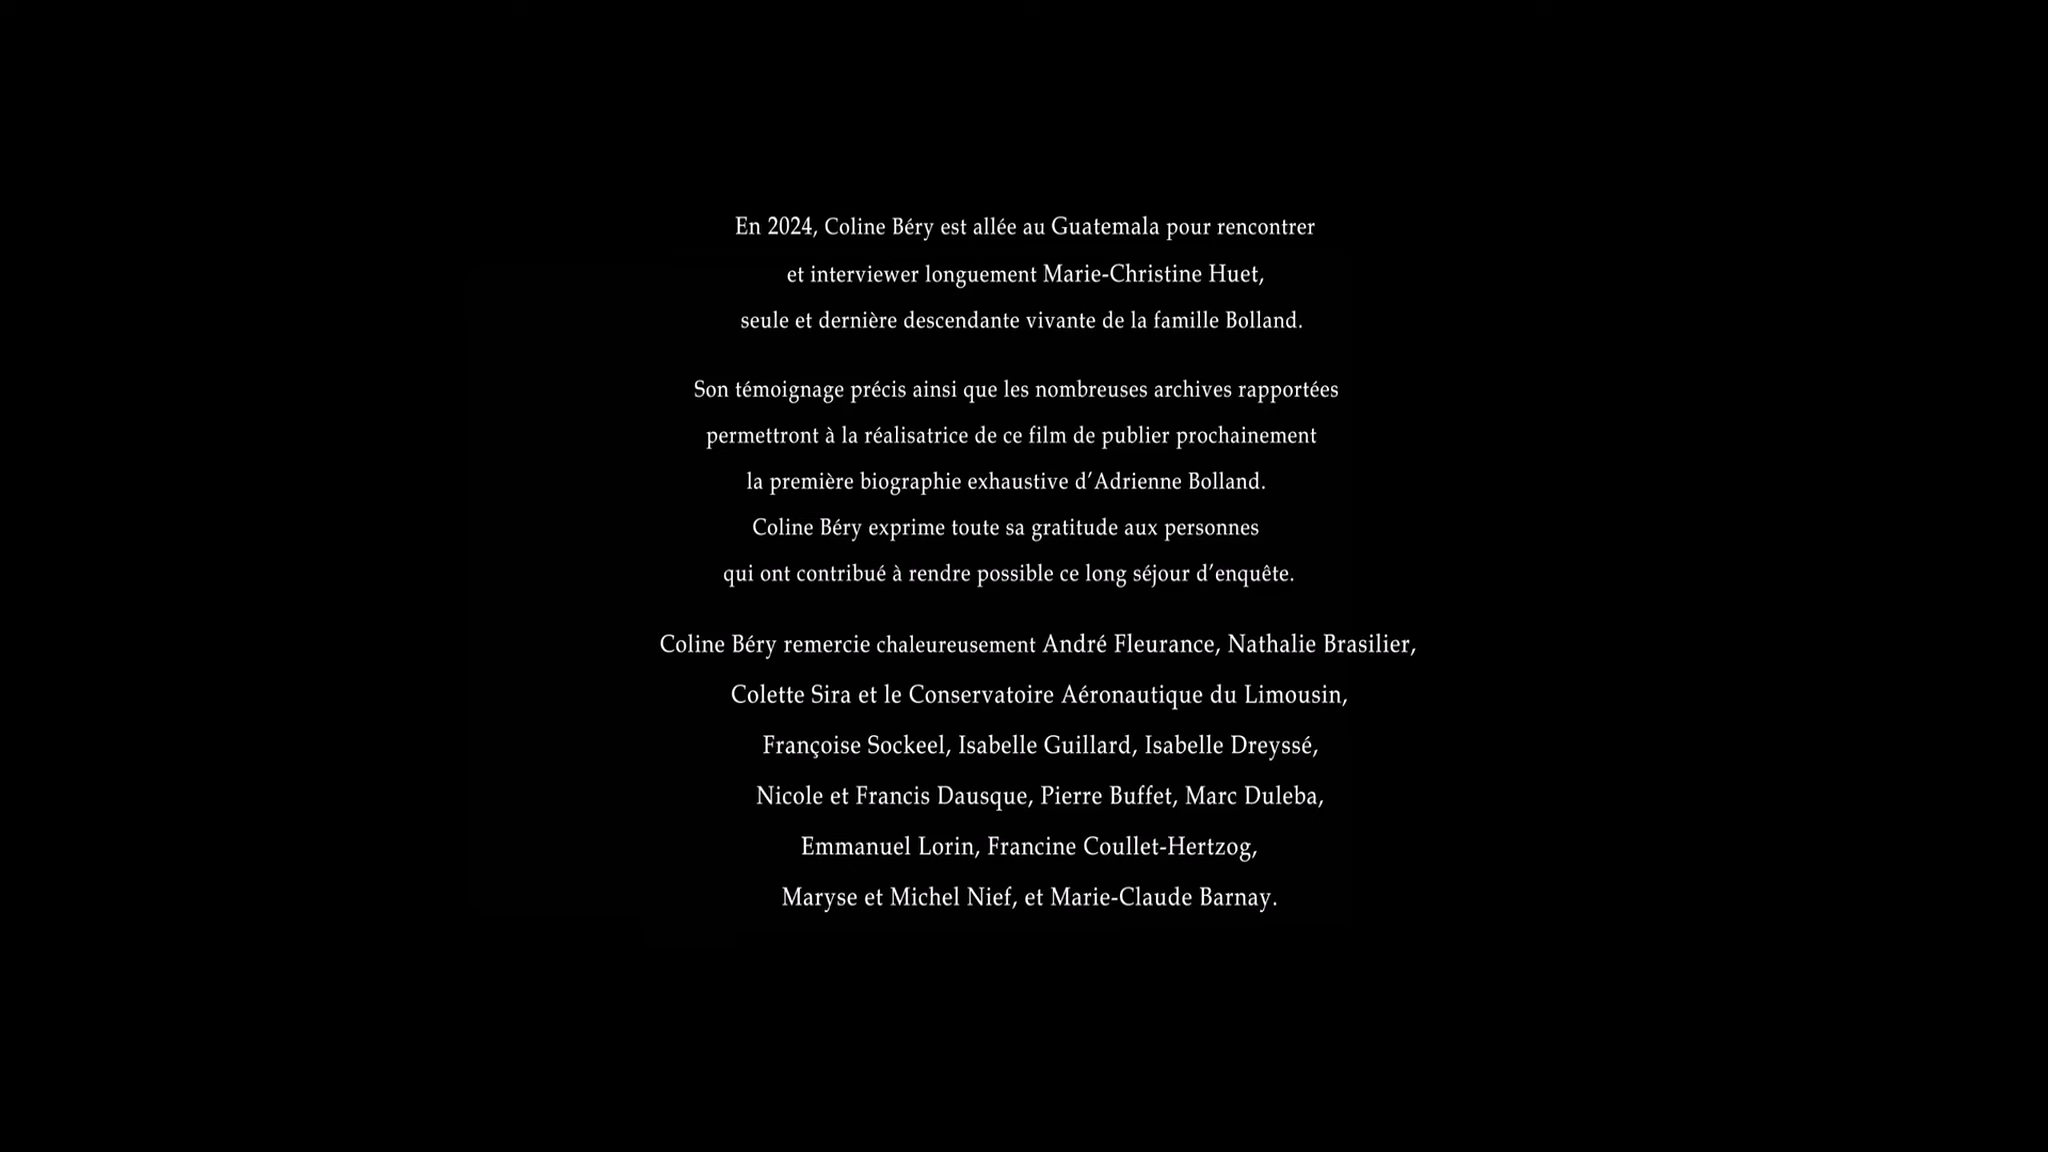 En 2024, Coline Béry est allée au Guatemala pour rencontrer
et interviewer longuement Marie-Christine Huet,
seule et dernière descendante vivante de la famille Bolland.
Son témoignage précis ainsi que les nombreuses archives rapportées
permettront à la réalisatrice de ce film de publier prochainement
la première biographie exhaustive d’Adrienne Bolland.
Coline Béry exprime toute sa gratitude aux personnes
qui ont contribué à rendre possible ce long séjour d’enquête.
Coline Béry remercie chaleureusement André Fleurance, Nathalie Brasilier,
Colette Sira et le Conservatoire Aéronautique du Limousin,
Françoise Sockeel, Isabelle Guillard, Isabelle Dreyssé,
Nicole et Francis Dausque, Pierre Buffet, Marc Duleba,
Emmanuel Lorin, Francine Coullet-Hertzog,
Maryse et Michel Nief, et Marie-Claude Barnay.